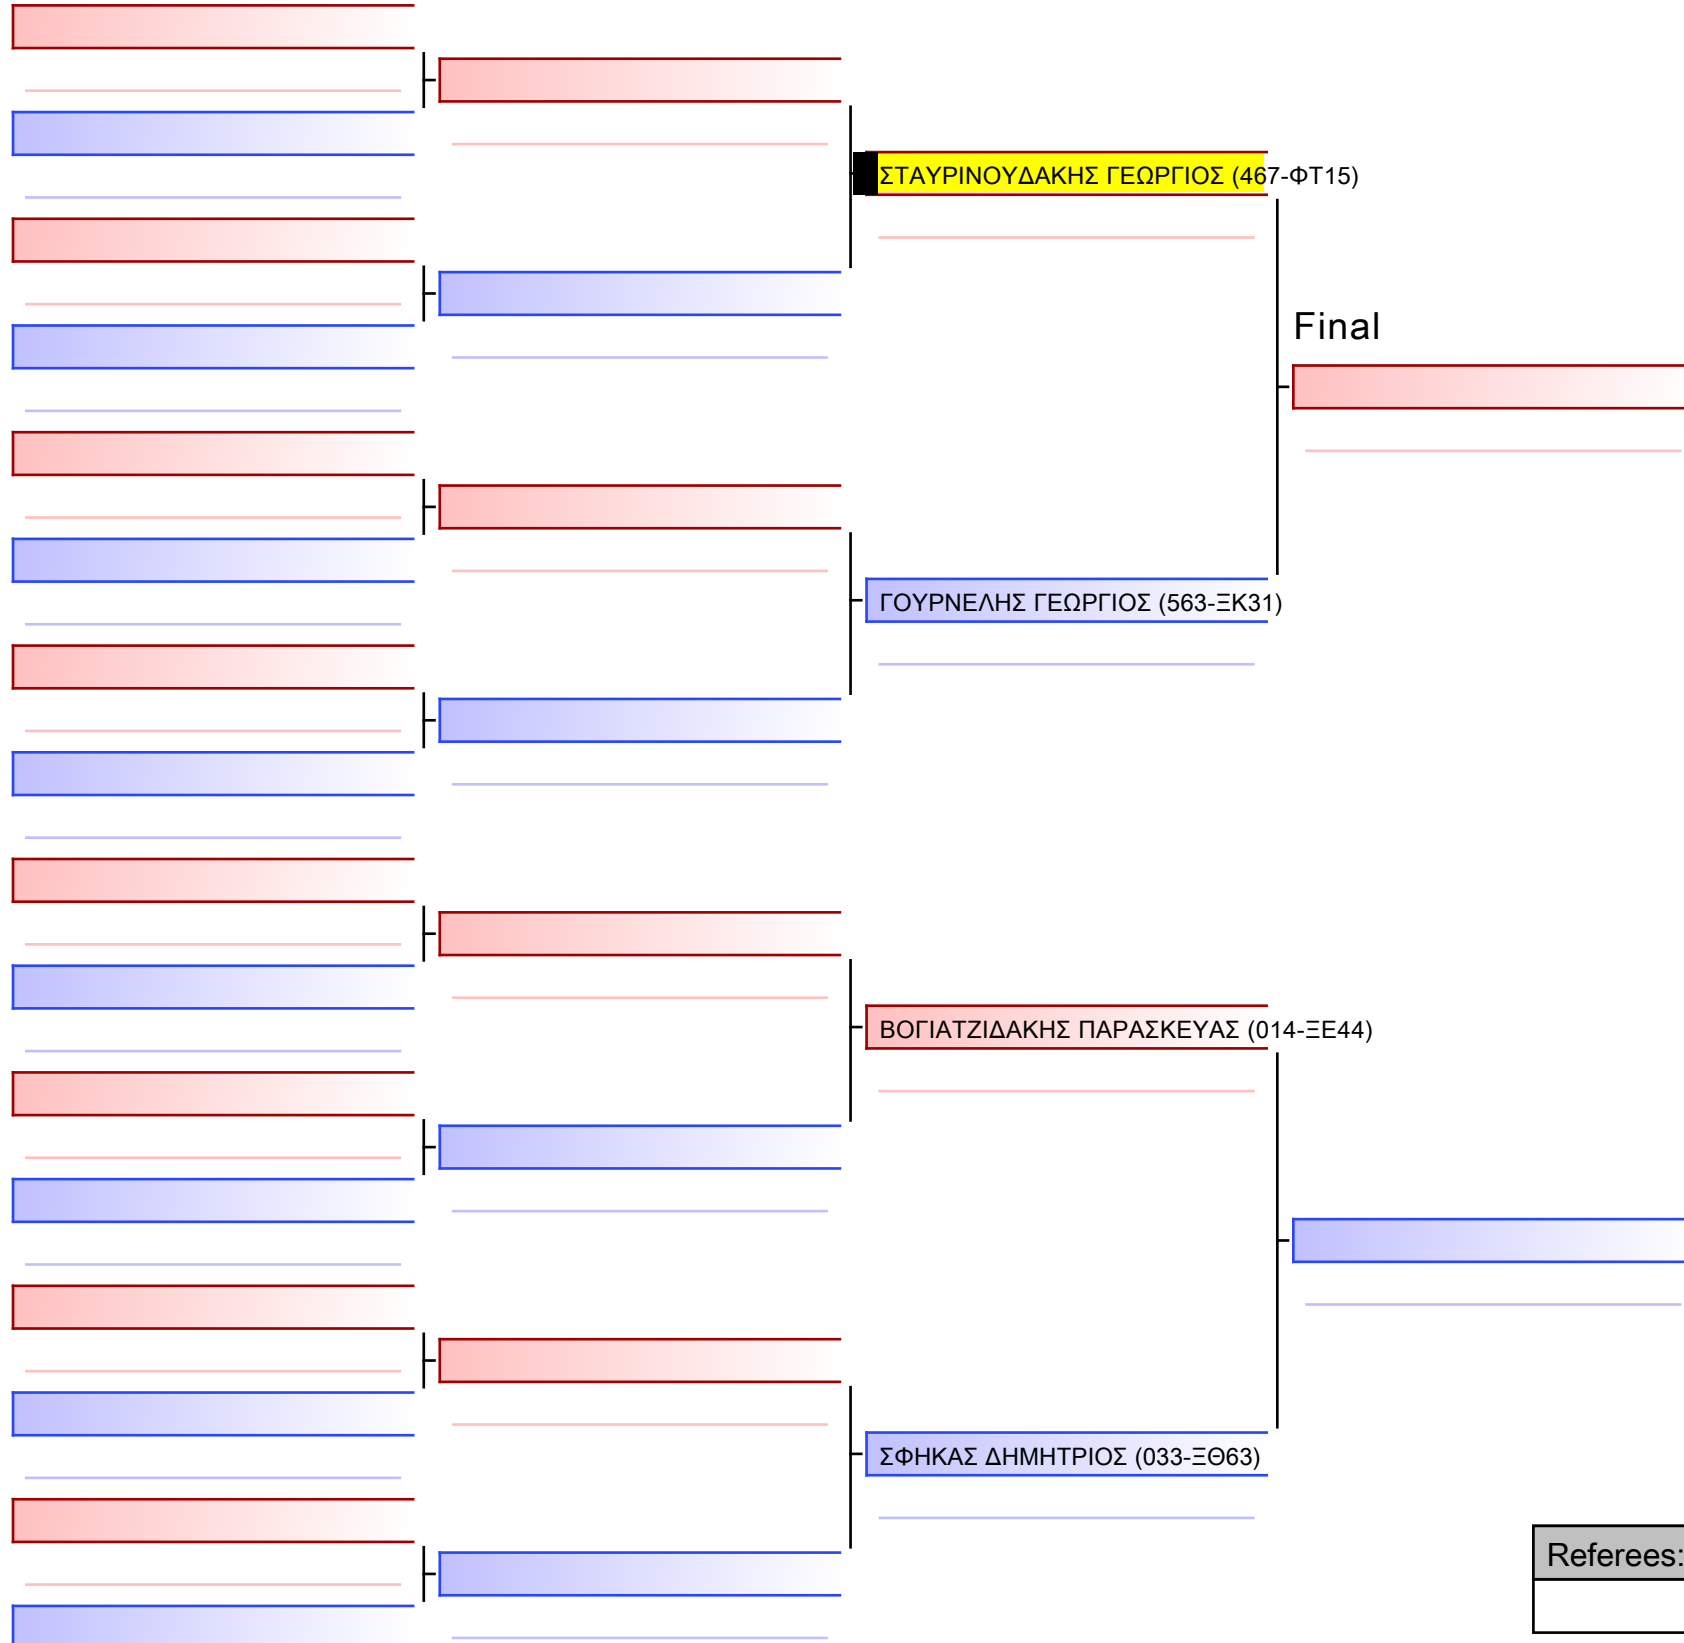 ΣΤΑΥΡΙΝΟΥΔΑΚΗΣ ΓΕΩΡΓΙΟΣ (467-ΦΤ15)
Final
ΓΟΥΡΝΕΛΗΣ ΓΕΩΡΓΙΟΣ (563-ΞΚ31)
ΒΟΓΙΑΤΖΙΔΑΚΗΣ ΠΑΡΑΣΚΕΥΑΣ (014-ΞΕ44)
ΣΦΗΚΑΣ ΔΗΜΗΤΡΙΟΣ (033-ΞΘ63)
Referees: